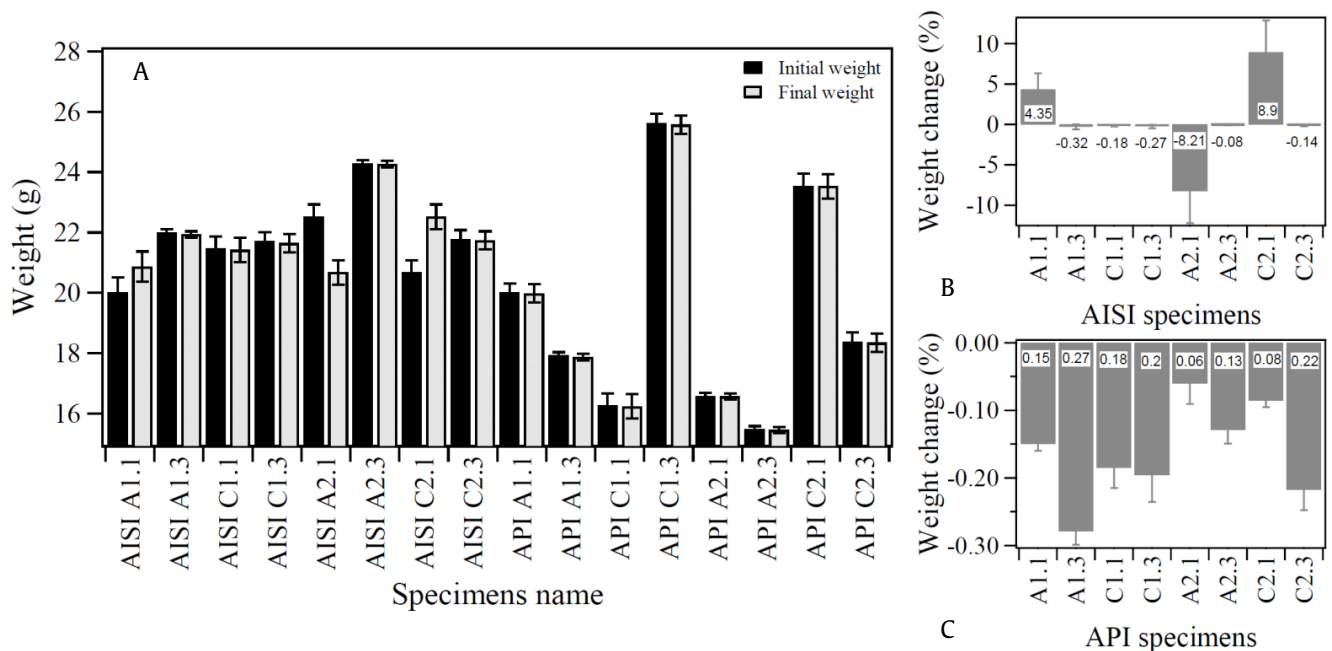 A
Initial weight
Final weight
28
26
24
22
20
18
16
Weight (g)
AISI A1.1
AISI A1.3
AISI C1.1
AISI C1.3
AISI A2.1
AISI A2.3
AISI C2.1
AISI C2.3
API A1.1
API A1.3
API C1.1
API C1.3
API A2.1
API A2.3
API C2.1
API C2.3
Specimens name
Weight change (%)
10
5
0
-5
-10
4.35
-0.32
-0.18
-0.27
-8.21
-0.08
8.9
-0.14
A1.1
A1.3
C1.1
C1.3
A2.1
A2.3
C2.1
C2.3
B
AISI specimens
Weight change (%)
0.00
-0.10
-0.20
-0.30
0.15
0.27
0.18
0.2
0.06
0.13
0.08
0.22
A1.1
A1.3
C1.1
C1.3
A2.1
A2.3
C2.1
C2.3
C
API specimens